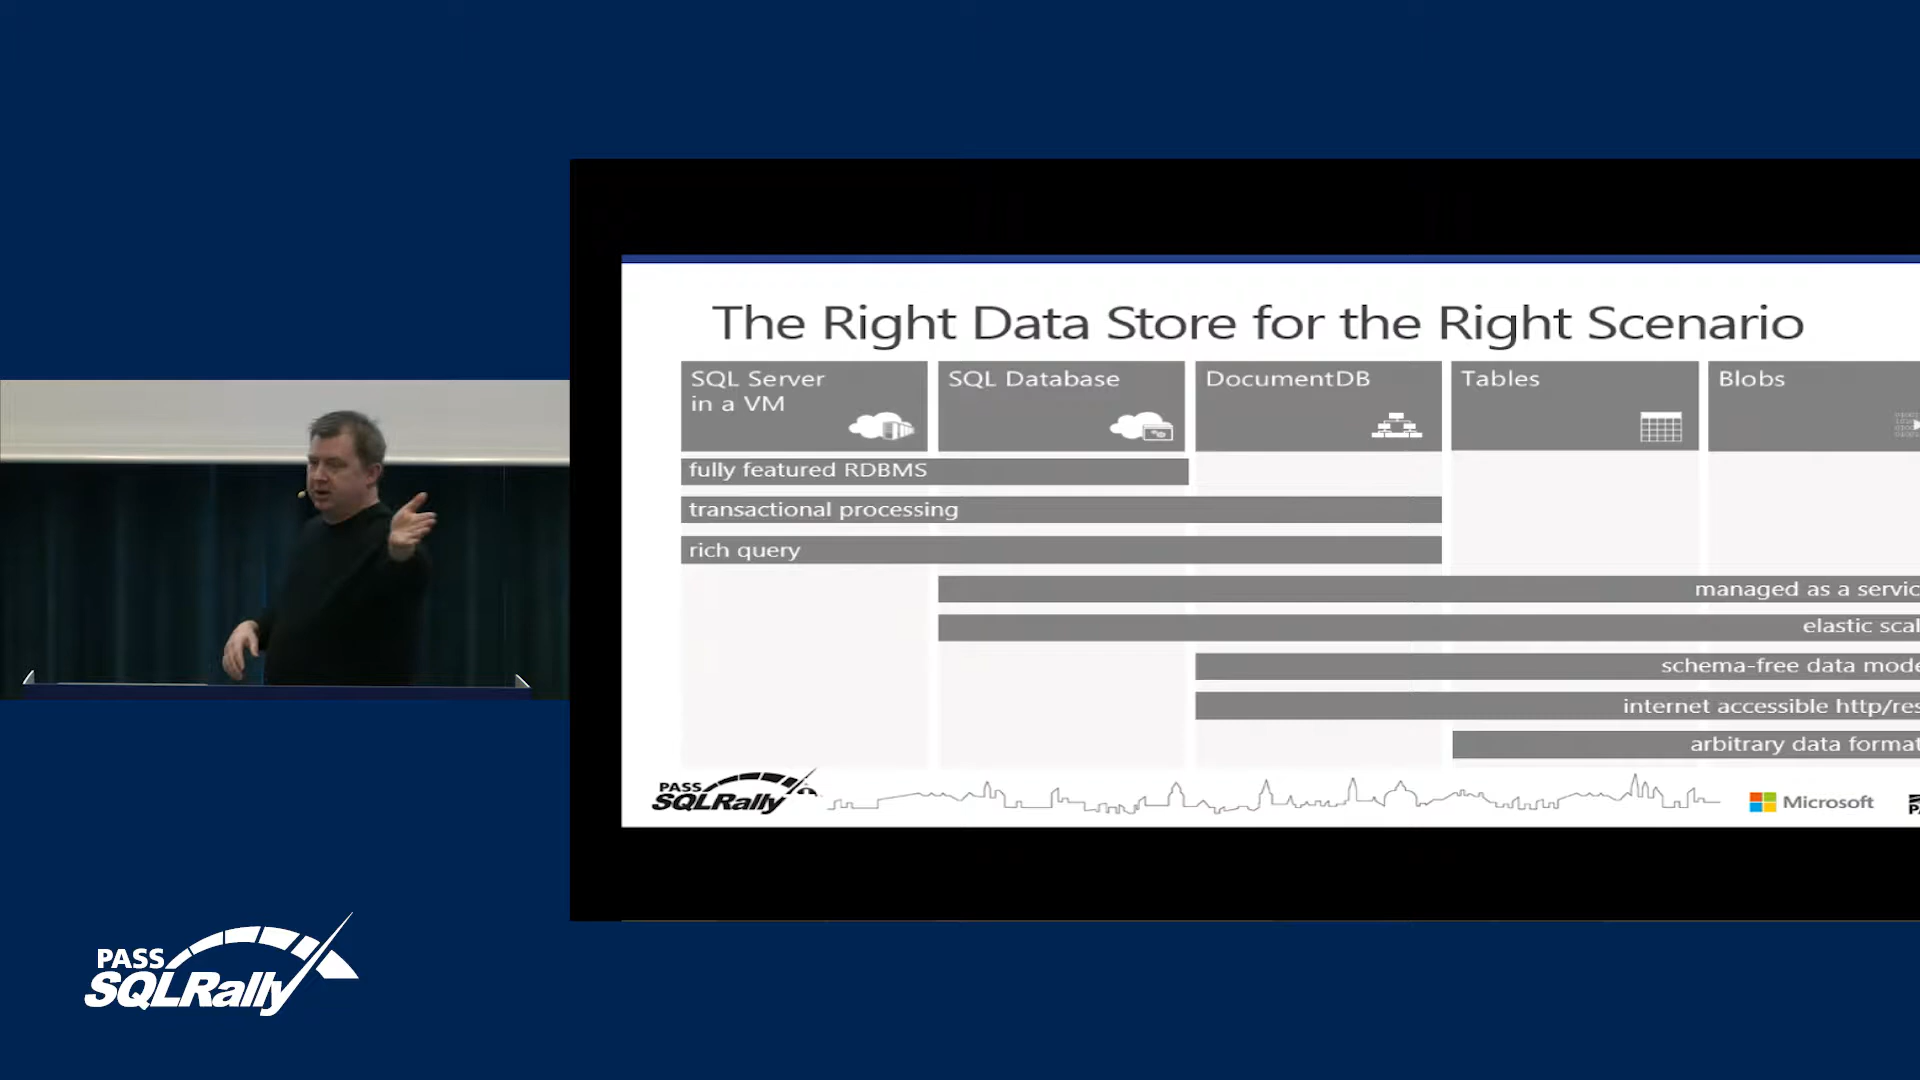 The Right Data Store for the Right Scenario
SQL Server
in a VM
SQL Database
DocumentDB
Tables
Blobs
fully featured RDBMS
transactional processing
rich query
managed as a servic
elastic scal
schema-free data mode
internet accessible http/res
arbitrary data format
PASS
SQLRally
Microsoft
PASS
SQLRally